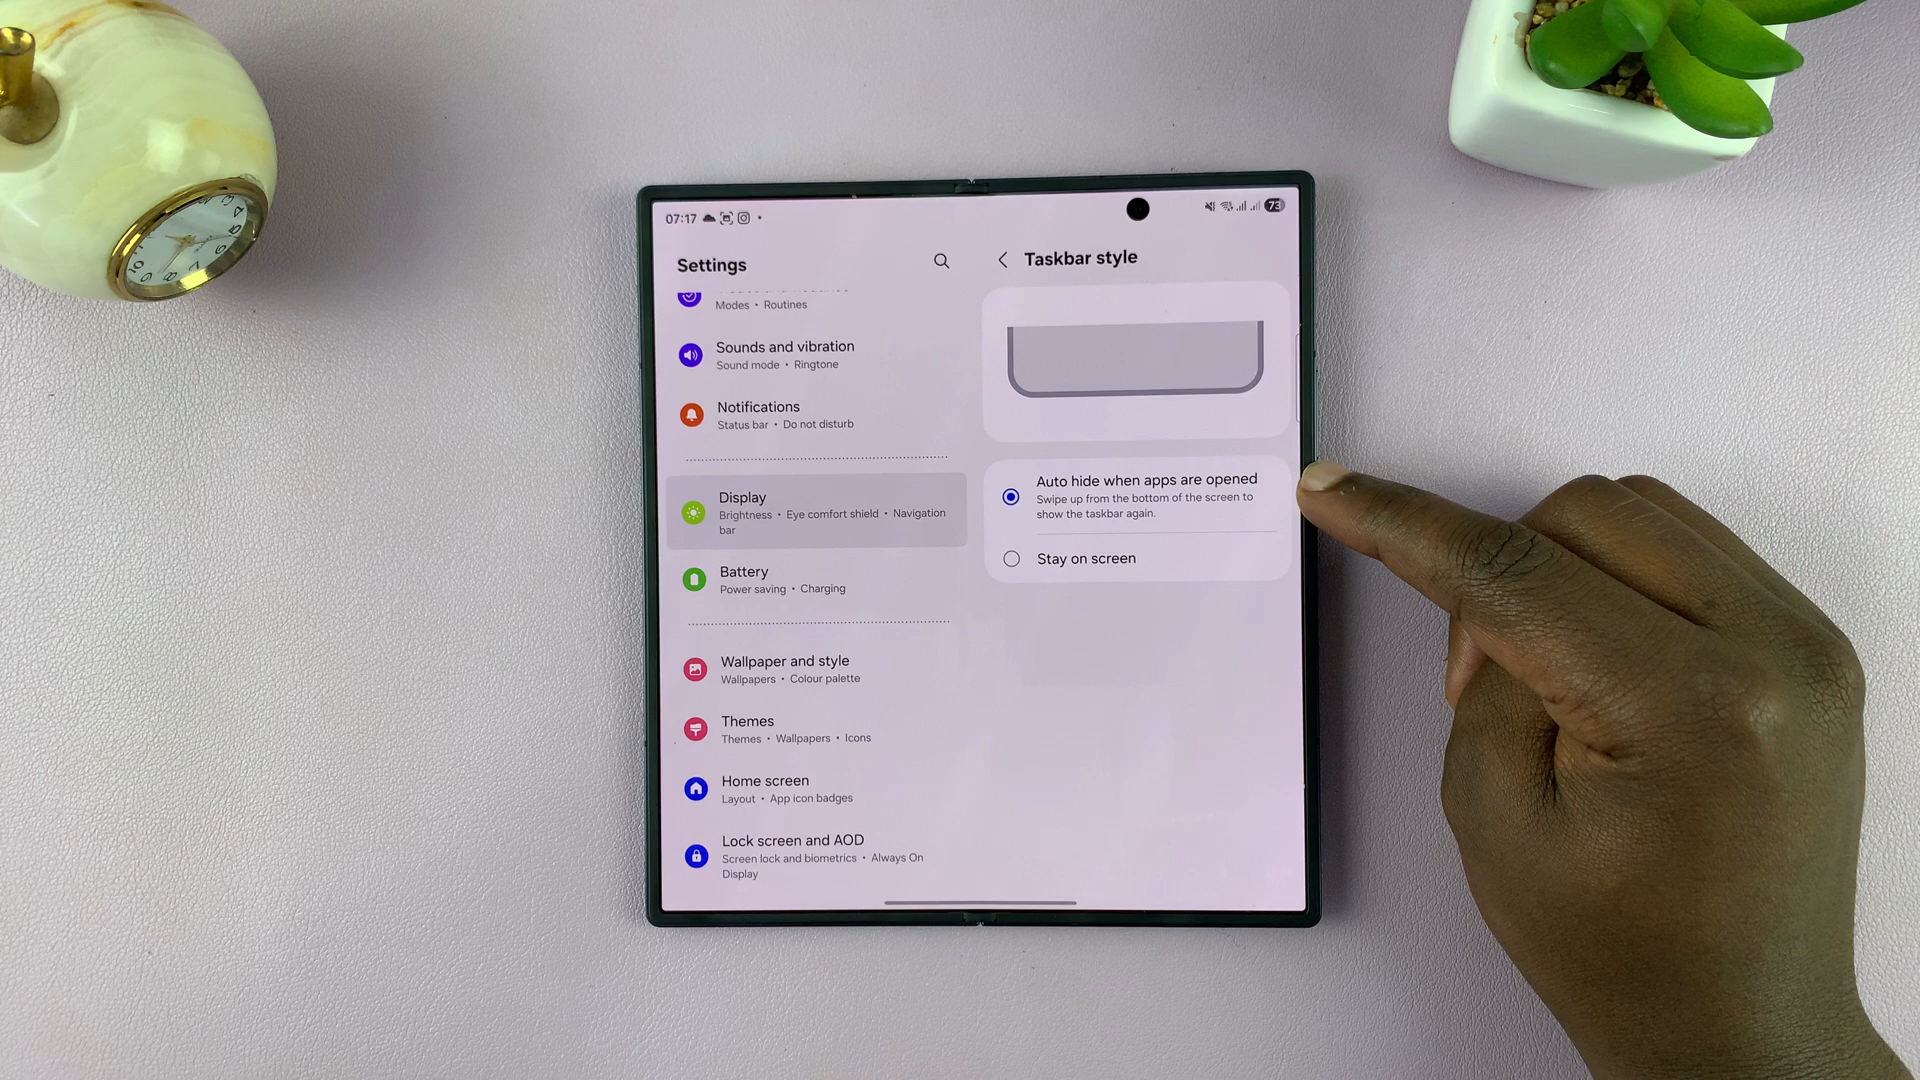 07:17
73
Settings
Modes • Routines
Sounds and vibration
Sound mode • Ringtone
Notifications
Status bar • Do not disturb
Display
Brightness • Eye comfort shield • Navigation
bar
Battery
Power saving • Charging
Wallpaper and style
Wallpapers • Colour palette
Themes
Themes • Wallpapers • Icons
Home screen
Layout • App icon badges
Lock screen and AOD
Screen lock and biometrics • Always On
Display
Taskbar style
Auto hide when apps are opened
Swipe up from the bottom of the screen to
show the taskbar again.
Stay on screen